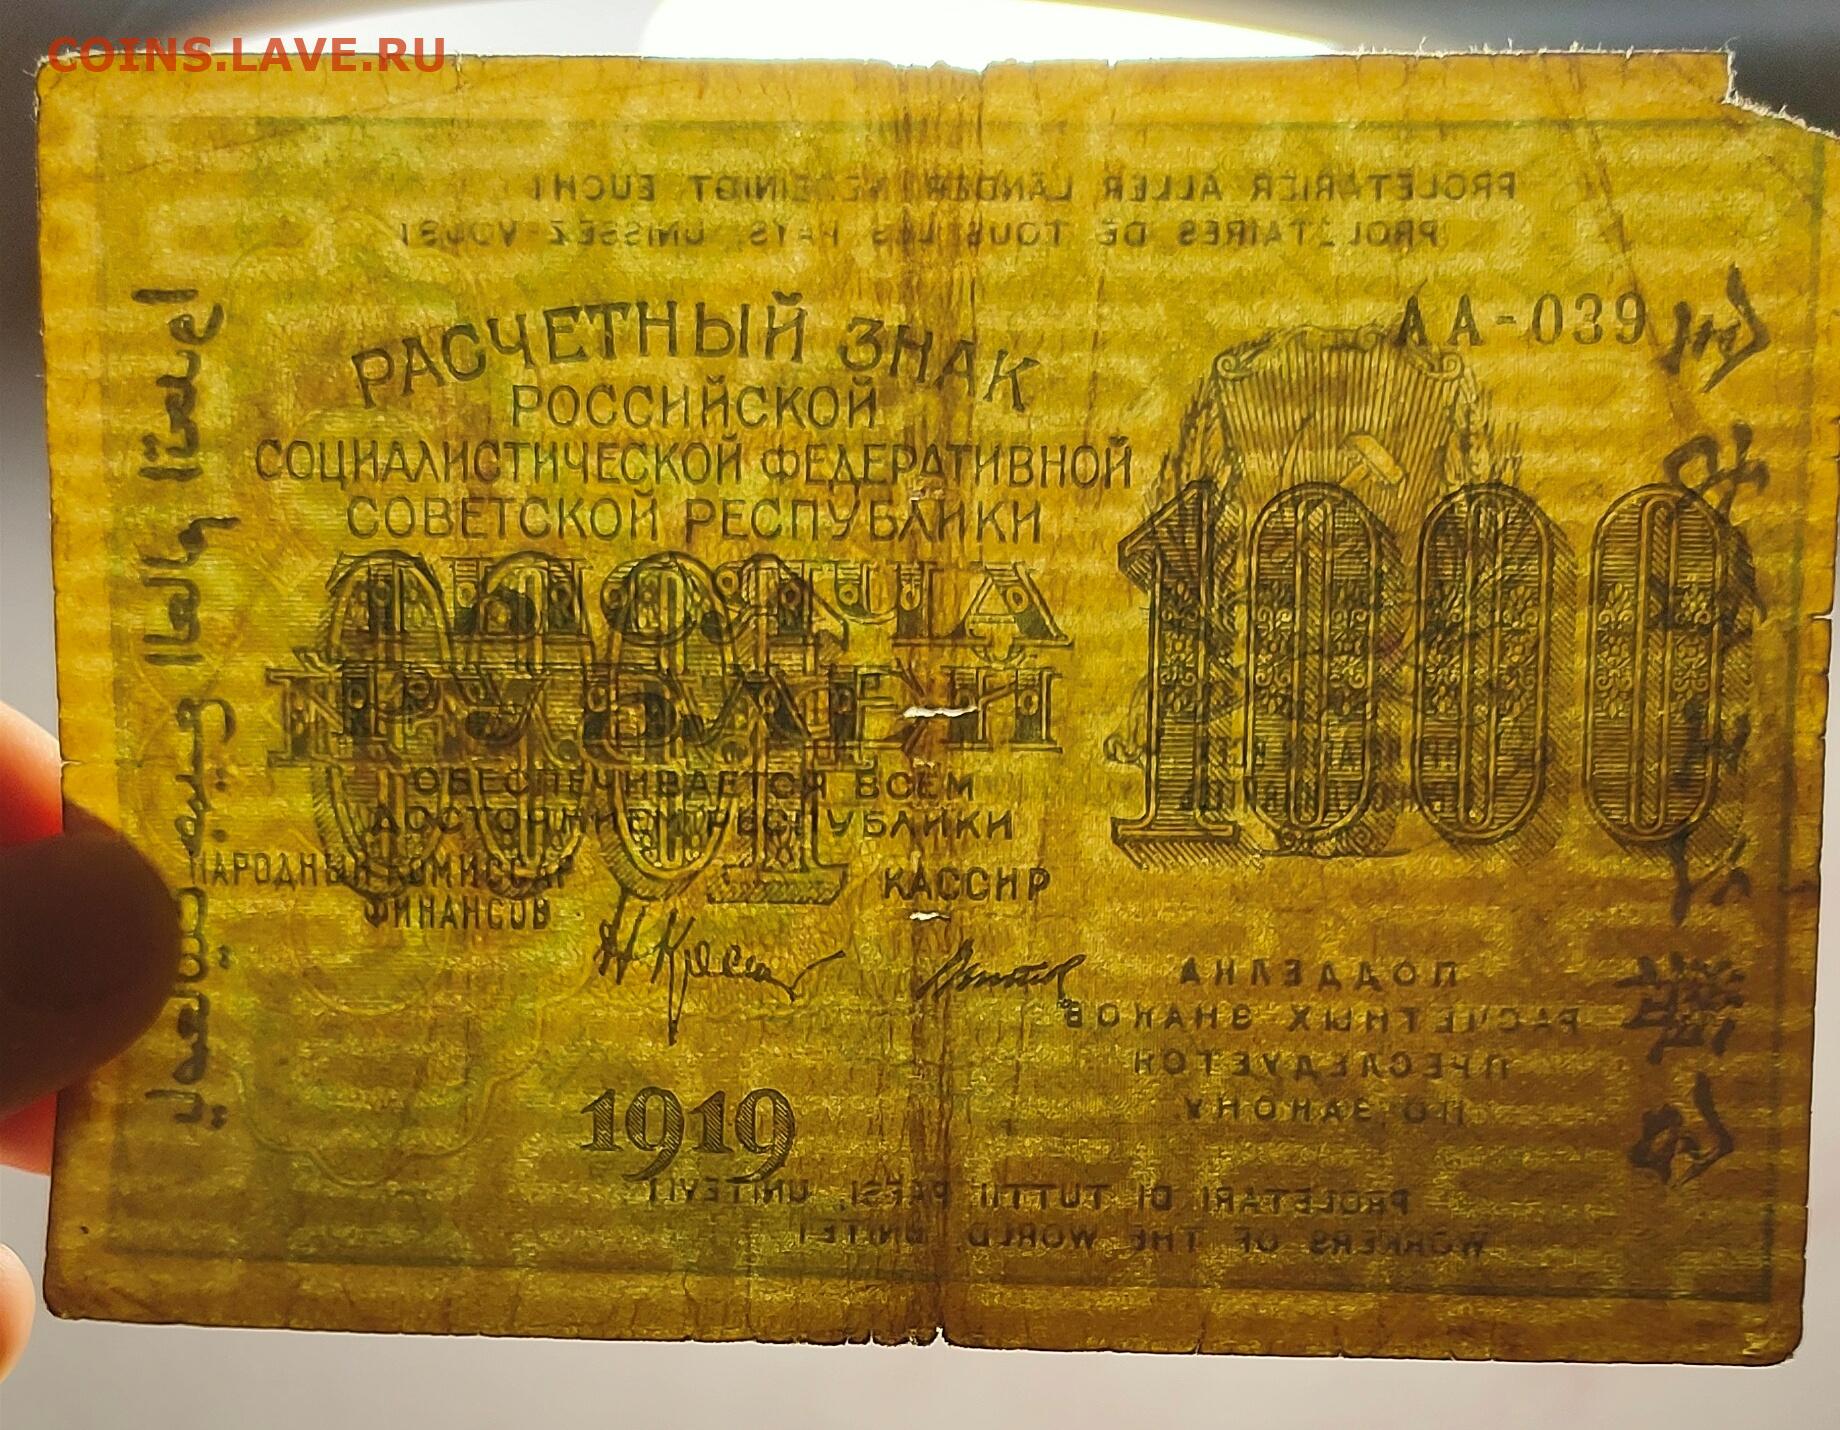 COINS.LAVE.RU
PROLETARIER ALLER LÄNDER, VEREINIGT EUCH!
PROLÉTAIRES DE TOUS LES PAYS, UNISSEZ VOUS!
АА-039
РАСЧЕТНЫЙ ЗНАК
РОССИЙСКОЙ
СОЦИАЛИСТИЧЕСКОЙ ФЕДЕРАТИВНОЙ
СОВЕТСКОЙ РЕСПУБЛИКИ
1000
1000
ТЫСЯЧА
РУБЛЕЙ
ОБЕСПЕЧИВАЕТСЯ ВСЕМ
ДОСТОЯНИЕМ РЕСПУБЛИКИ
НАРОДНЫЙ КОМИССАР
ФИНАНСОВ
КАССИР
ПОДДЕЛКА
РАСЧЕТНЫХ ЗНАКОВ
ПРЕСЛЕДУЕТСЯ
ПО ЗАКОНУ.
1919
PROLETARI DI TUTTI I PAESI, UNITEVI!
WORKERS OF THE WORLD, UNITE!